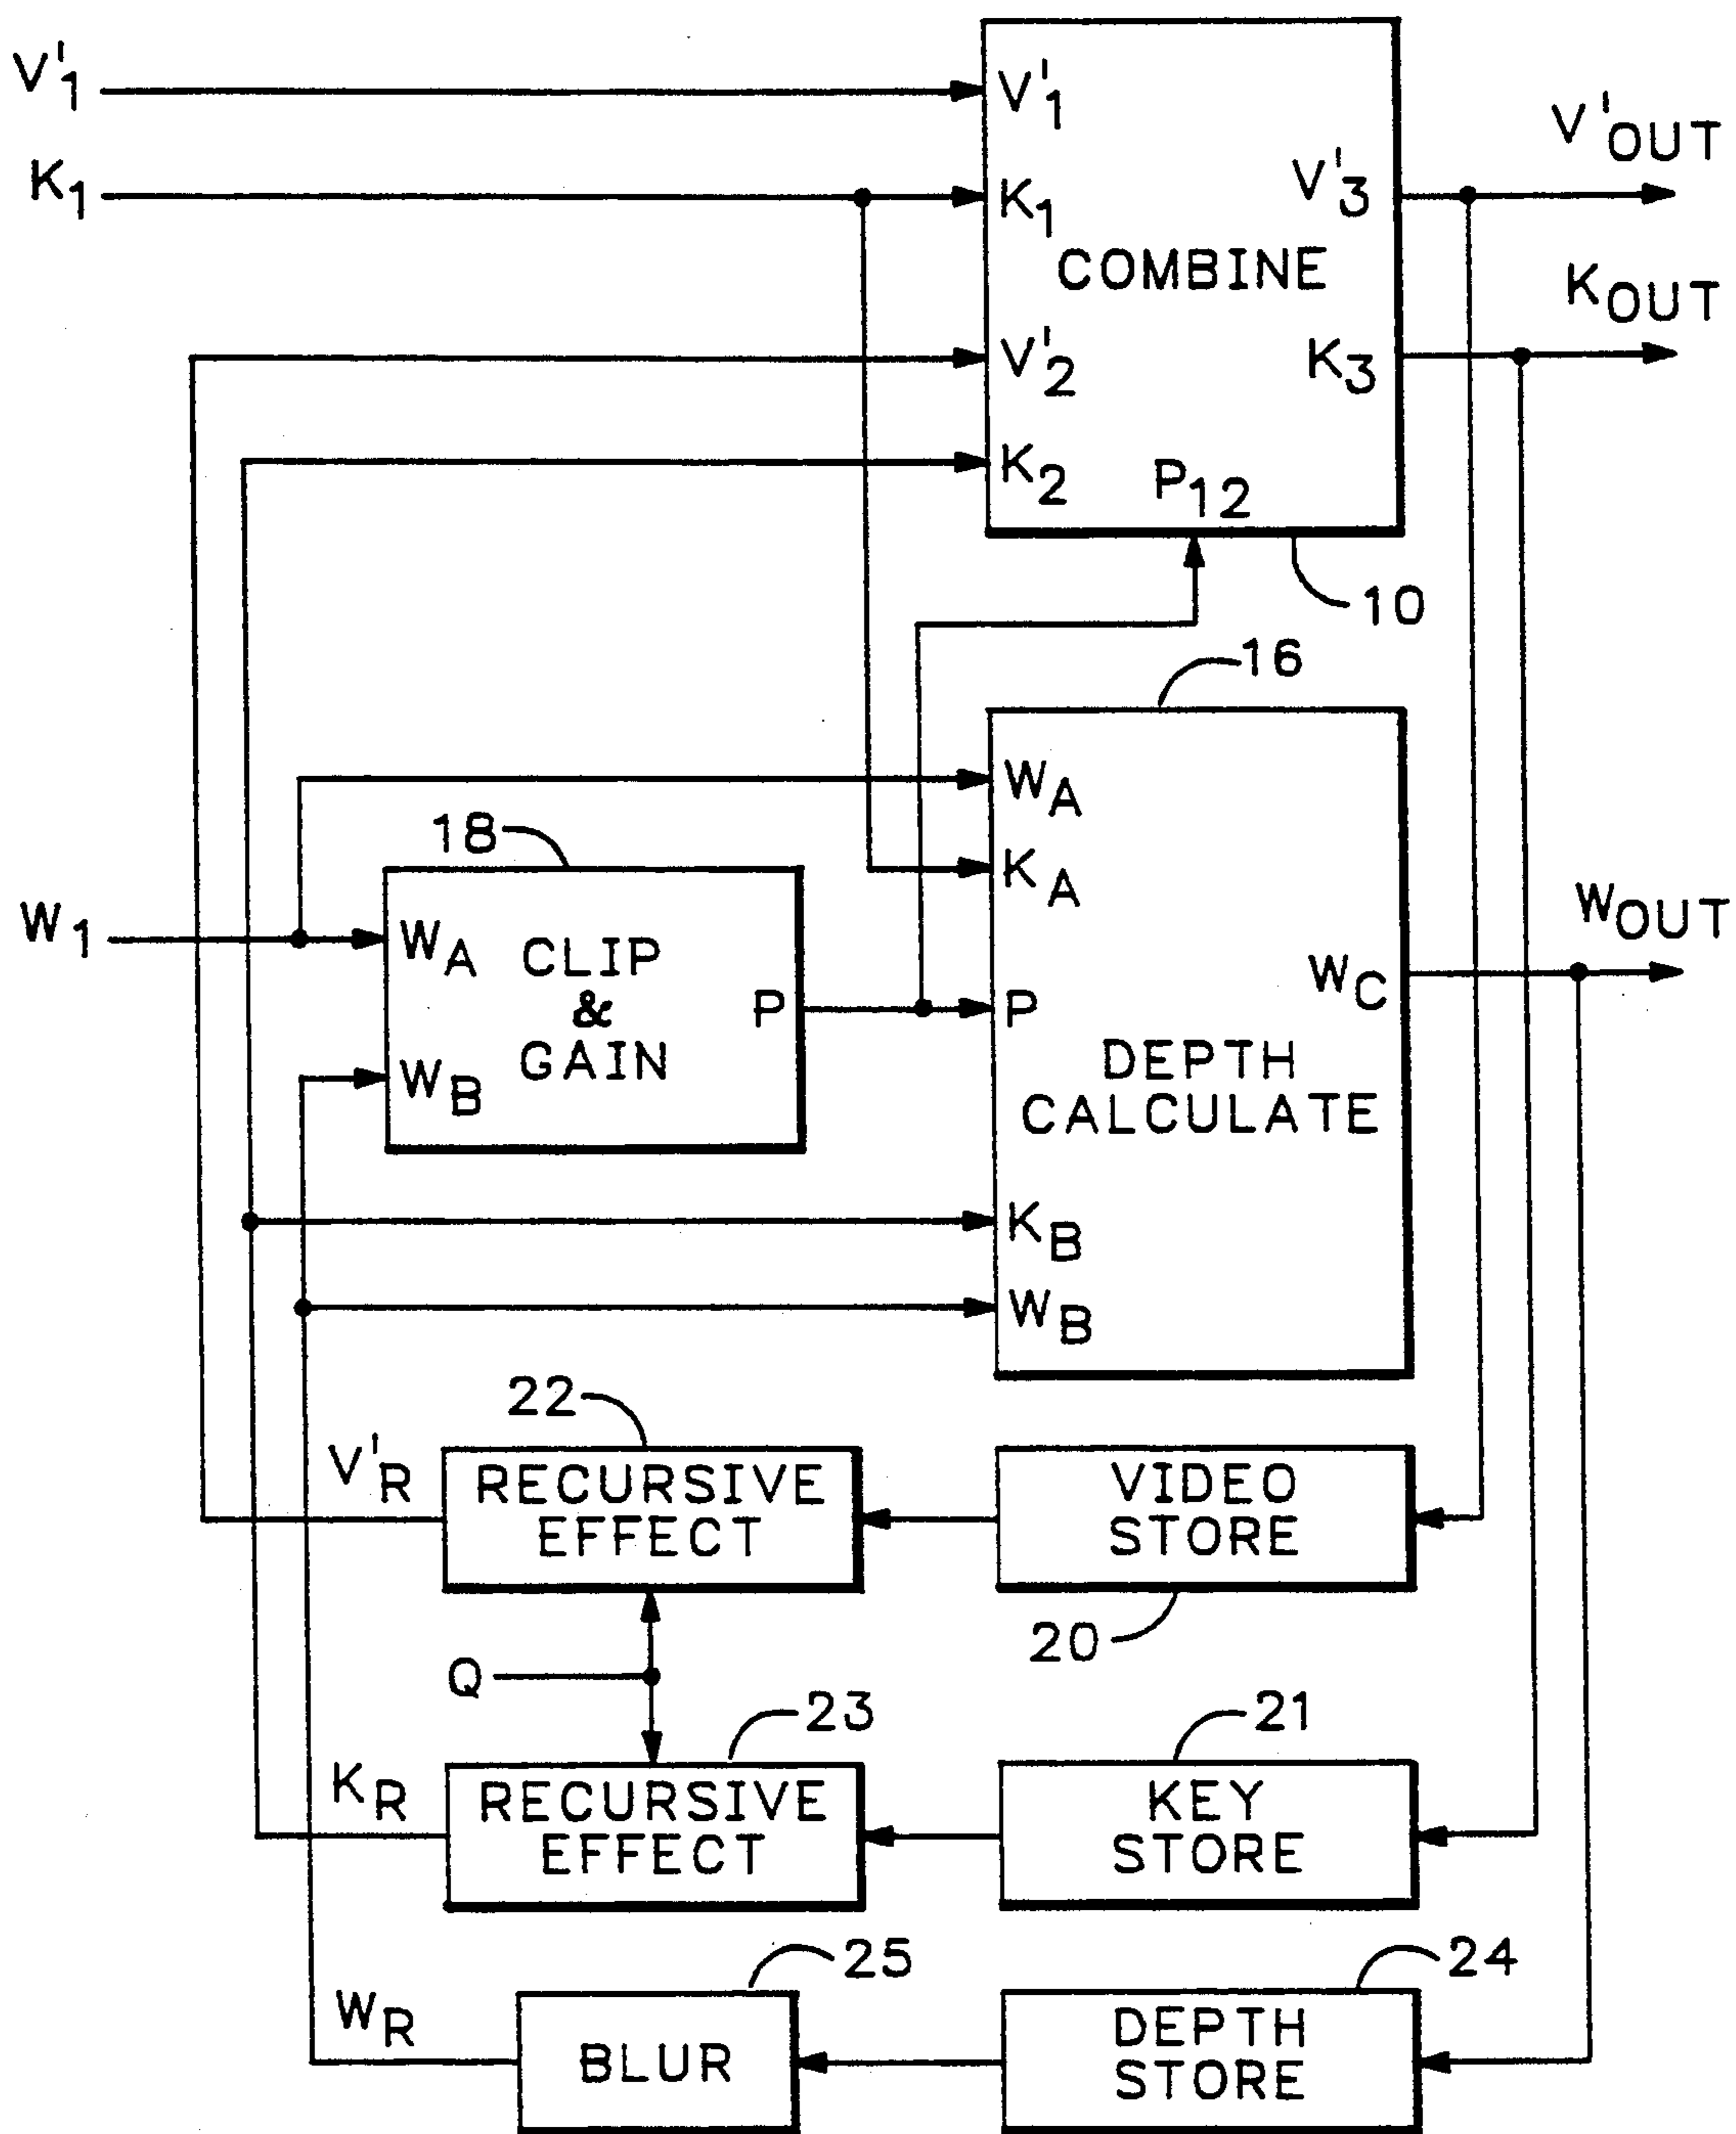 V'1
K1
V'1
K1
COMBINE
V'2
K2
P12
V'3
K3
V'OUT
KOUT
10
16
18
W1
WA
CLIP
&
GAIN
WB
P
WA
KA
P
DEPTH
CALCULATE
WC
KB
WB
WOUT
22
V'R
RECURSIVE
EFFECT
VIDEO
STORE
20
Q
23
21
KR
RECURSIVE
EFFECT
KEY
STORE
25
24
WR
BLUR
DEPTH
STORE